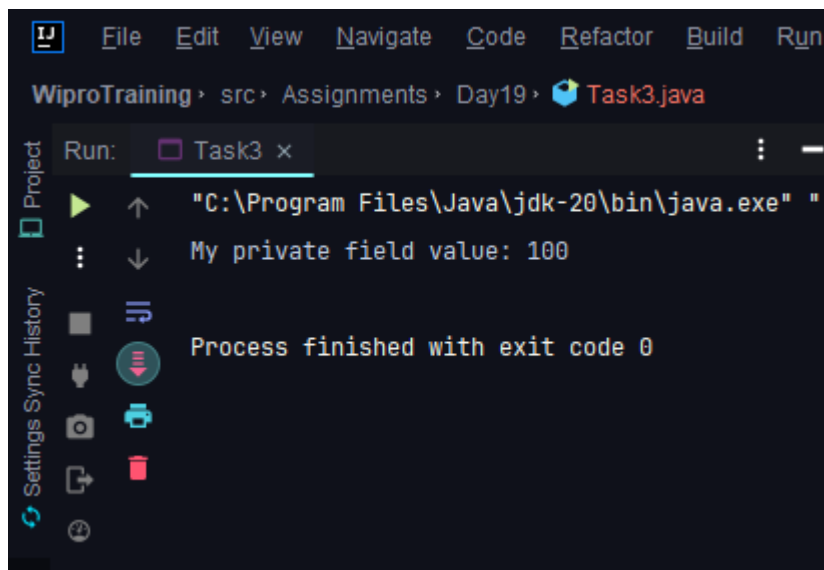 IJ File Edit View Navigate Code Refactor Build Run
WiproTraining › src › Assignments › Day19 › Task3.java
Project
Settings Sync History
Run: Task3 ×
"C:\Program Files\Java\jdk-20\bin\java.exe" "
My private field value: 100
Process finished with exit code 0